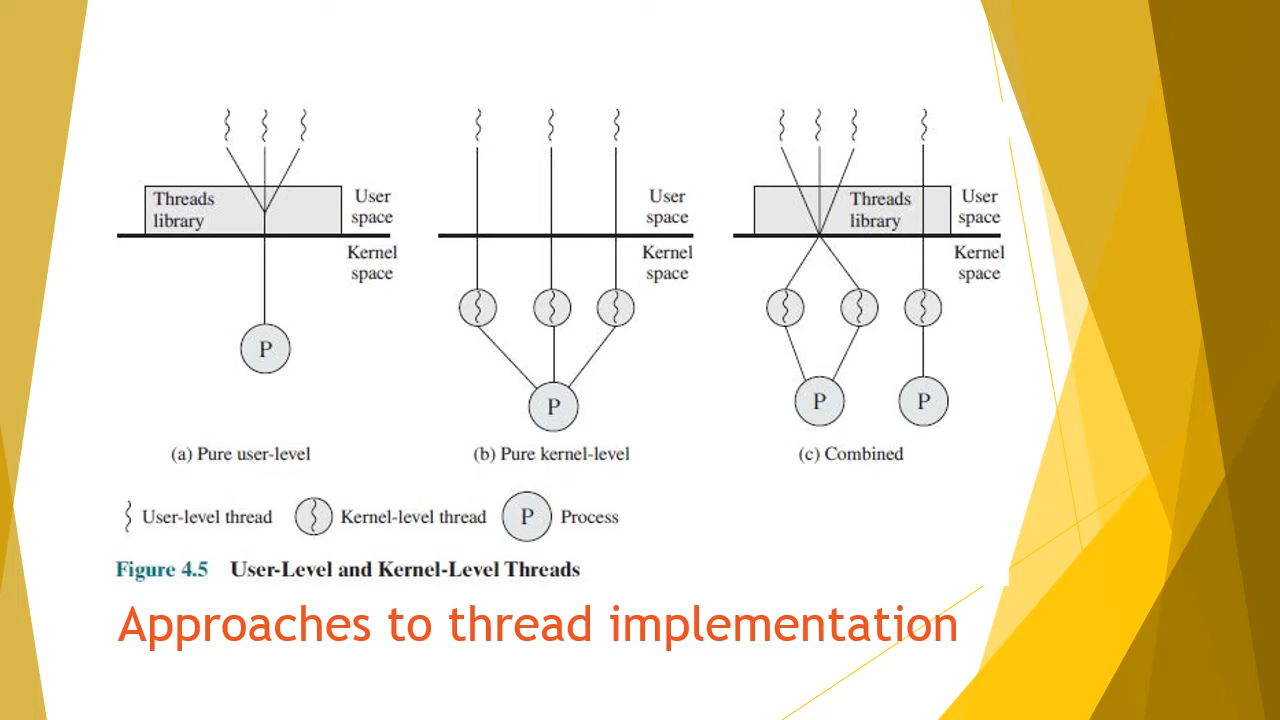 Threads
library
User
space
Kernel
space
P
(a) Pure user-level
User
space
Kernel
space
P
(b) Pure kernel-level
Threads
library
User
space
Kernel
space
P
P
(c) Combined
User-level thread
Kernel-level thread
P
Process
Figure 4.5 User-Level and Kernel-Level Threads
Approaches to thread implementation